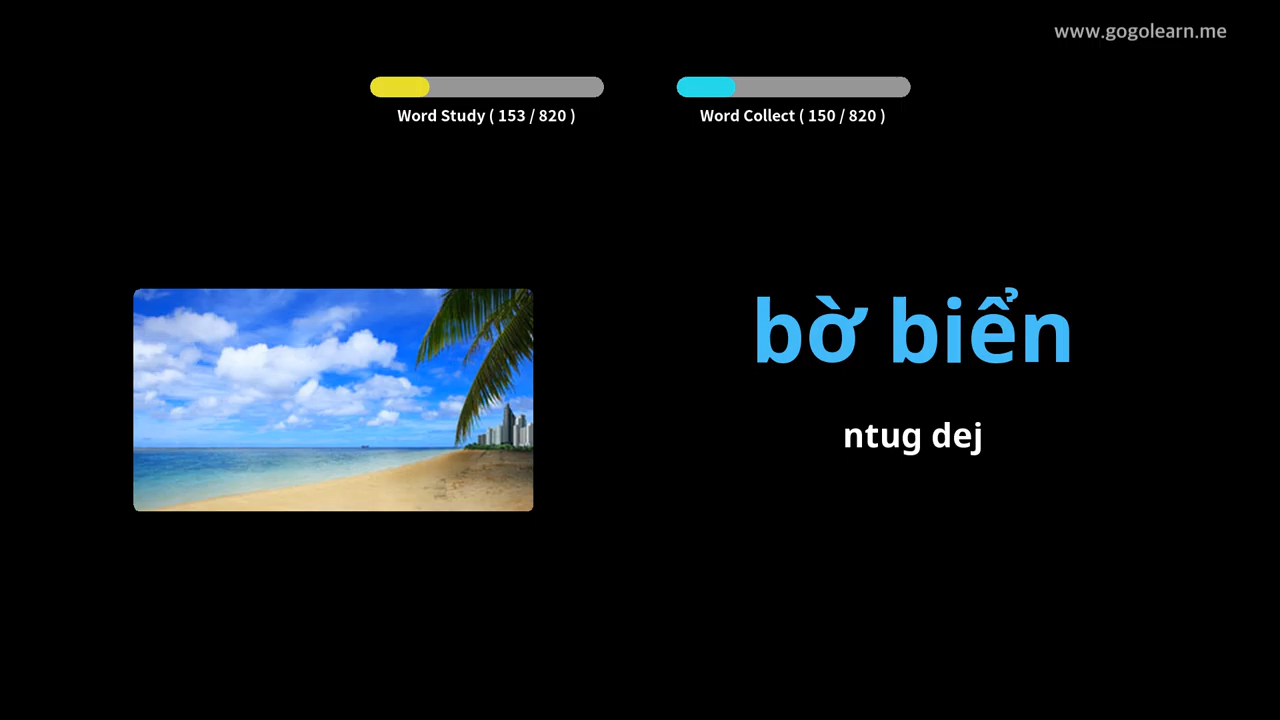 www.gogolearn.me
Word Study ( 153 / 820 )
Word Collect ( 150 / 820 )
bờ biển
ntug dej